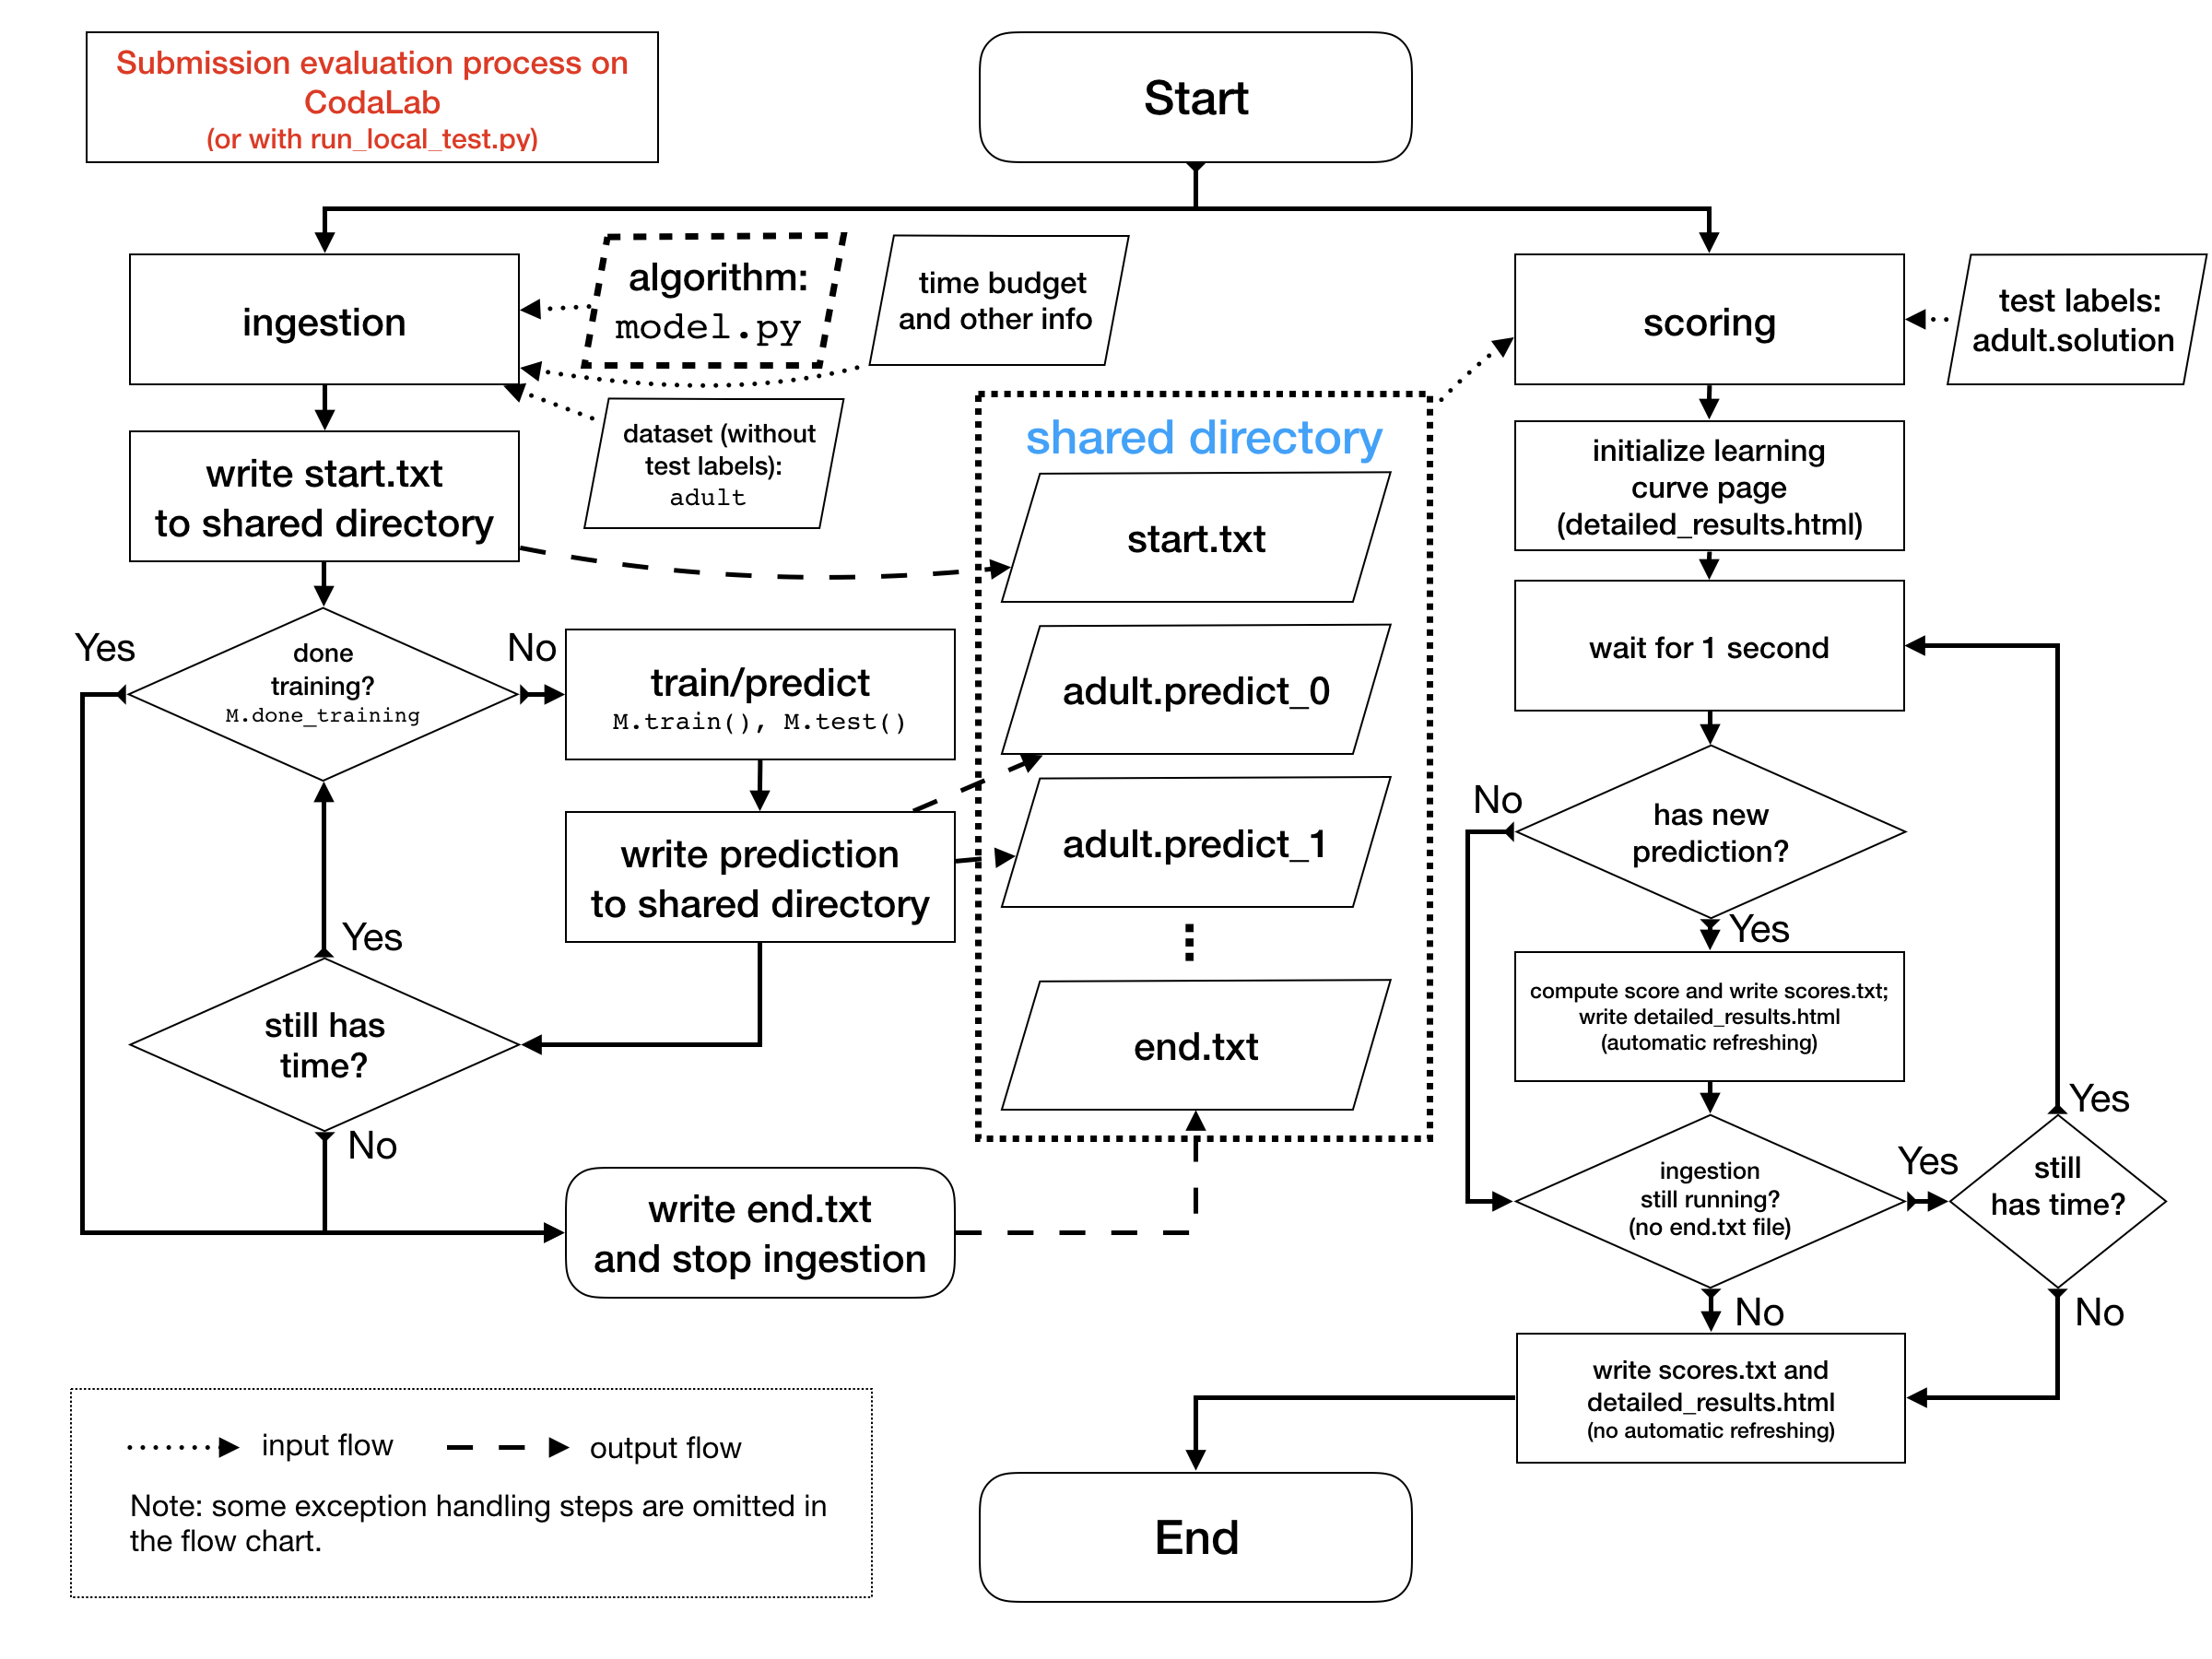 Submission evaluation process on
CodaLab
(or with run_local_test.py)
Start
ingestion
algorithm:
model.py
time budget
and other info
scoring
test labels:
adult.solution
write start.txt
to shared directory
dataset (without
test labels):
adult
shared directory
start.txt
adult.predict_0
adult.predict_1
end.txt
initialize learning
curve page
(detailed_results.html)
wait for 1 second
Yes
done
training?
M.done_training
No
train/predict
M.train(), M.test()
write prediction
to shared directory
Yes
still has
time?
No
write end.txt
and stop ingestion
No
has new
prediction?
Yes
compute score and write scores.txt;
write detailed_results.html
(automatic refreshing)
ingestion
still running?
(no end.txt file)
Yes
Yes
still
has time?
No
No
write scores.txt and
detailed_results.html
(no automatic refreshing)
End
input flow
output flow
Note: some exception handling steps are omitted in
the flow chart.